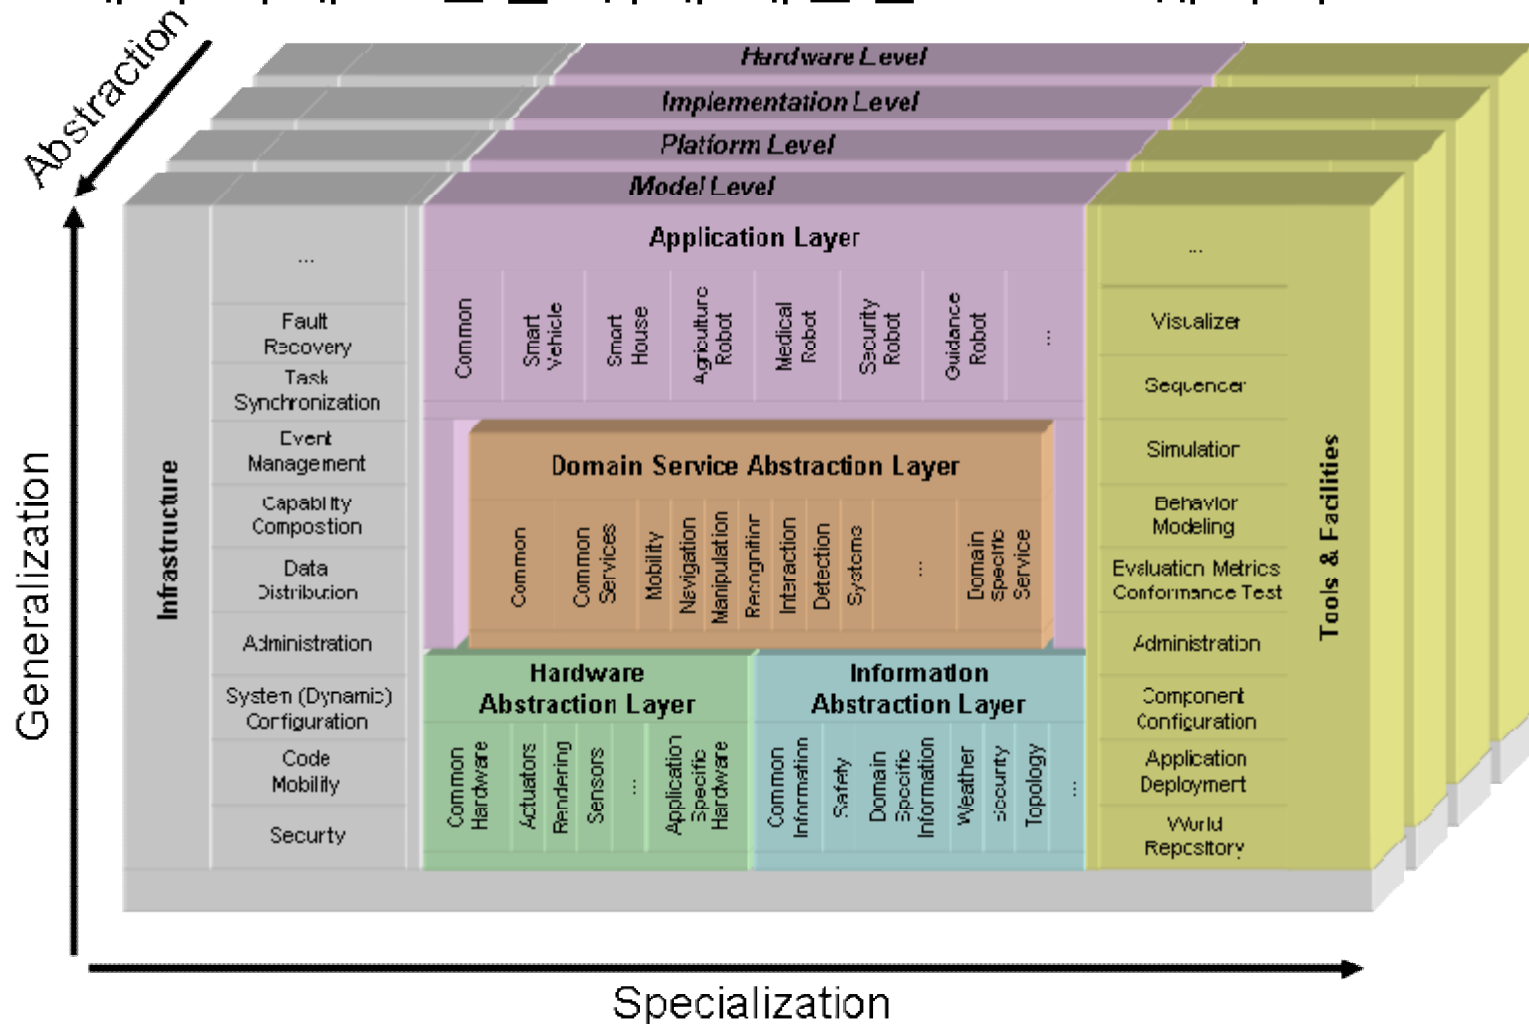 Abstraction
Hardware Level
Implementation Level
Platform Level
Model Level
Generalization
Infrastructure
...
Fault
Recovery
Task
Synchronization
Event
Management
Capability
Compostion
Data
Distribution
Administration
System (Dynamic)
Configuration
Code
Mobility
Security
Application Layer
Common
Smart
Vehicle
Smart
House
Agriculture
Robot
Medical
Robot
Security
Robot
Guidance
Robot
...
Domain Service Abstraction Layer
Common
Common
Services
Mobility
Navigation
Manipulation
Recognition
Interaction
Detection
Systems
...
Domain
Specific
Service
Hardware
Abstraction Layer
Common
Hardware
Actuators
Rendering
Sensors
...
Application
Specific
Hardware
Information
Abstraction Layer
Common
Information
Safety
Domain
Specific
Information
Weather
security
Topology
...
...
Visualizer
Sequencer
Simulation
Behavior
Modeling
Evaluation Metrics
Conformance Test
Administration
Component
Configuration
Application
Deployment
World
Repository
Tools & Facilities
Specialization